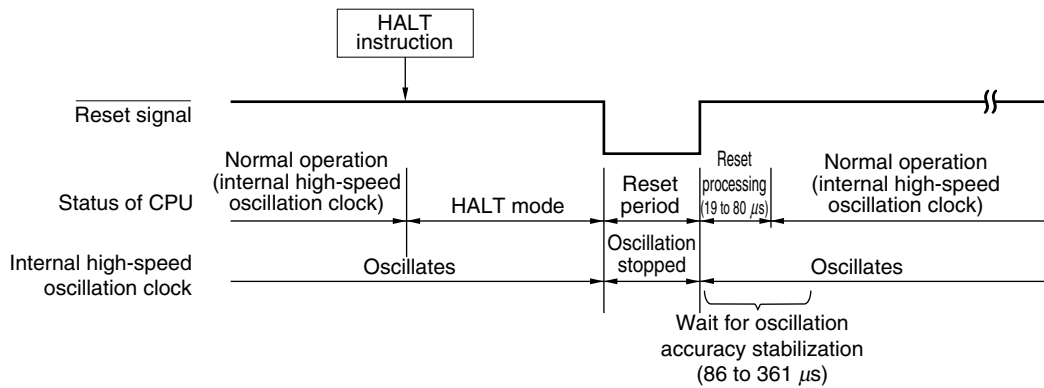 HALT
instruction
Reset signal
Normal operation
(internal high-speed
oscillation clock)
Reset
processing
(19 to 80 μs)
Normal operation
(internal high-speed
oscillation clock)
Status of CPU
HALT mode
Reset
period
Internal high-speed
oscillation clock
Oscillates
Oscillation
stopped
Oscillates
Wait for oscillation
accuracy stabilization
(86 to 361 μs)